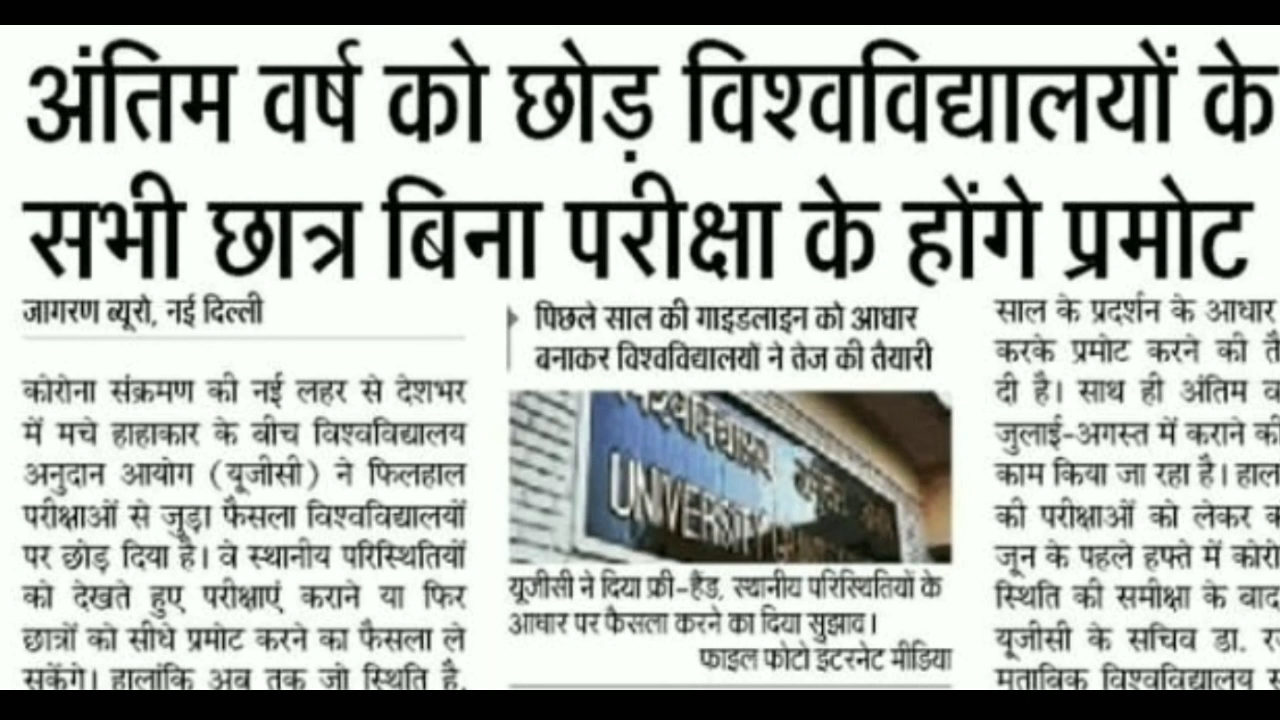 अंतिम वर्ष को छोड़ विश्वविद्यालयों के
सभी छात्र बिना परीक्षा के होंगे प्रमोट
जागरण ब्यूरो, नई दिल्ली
कोरोना संक्रमण की नई लहर से देशभर
में मचे हाहाकार के बीच विश्वविद्यालय
अनुदान आयोग (यूजीसी) ने फिलहाल
परीक्षाओं से जुड़ा फैसला विश्वविद्यालयों
पर छोड़ दिया है। वे स्थानीय परिस्थितियों
को देखते हुए परीक्षाएं कराने या फिर
छात्रों को सीधे प्रमोट करने का फैसला ले
सकेंगे। हालांकि अब तक जो स्थिति है,
पिछले साल की गाइडलाइन को आधार
बनाकर विश्वविद्यालयों ने तेज की तैयारी
UNIVERSITY
यूजीसी ने दिया फ्री-हैंड, स्थानीय परिस्थितियों के
आधार पर फैसला करने का दिया सुझाव।
फाइल फोटो इंटरनेट मीडिया
साल के प्रदर्शन के आधार
करके प्रमोट करने की
दी है। साथ ही अंतिम
जुलाई-अगस्त में कराने की
काम किया जा रहा है।
की परीक्षाओं को लेकर
जून के पहले हफ्ते में
स्थिति की समीक्षा के बाद
यूजीसी के सचिव डा.
मुताबिक विश्वविद्यालय